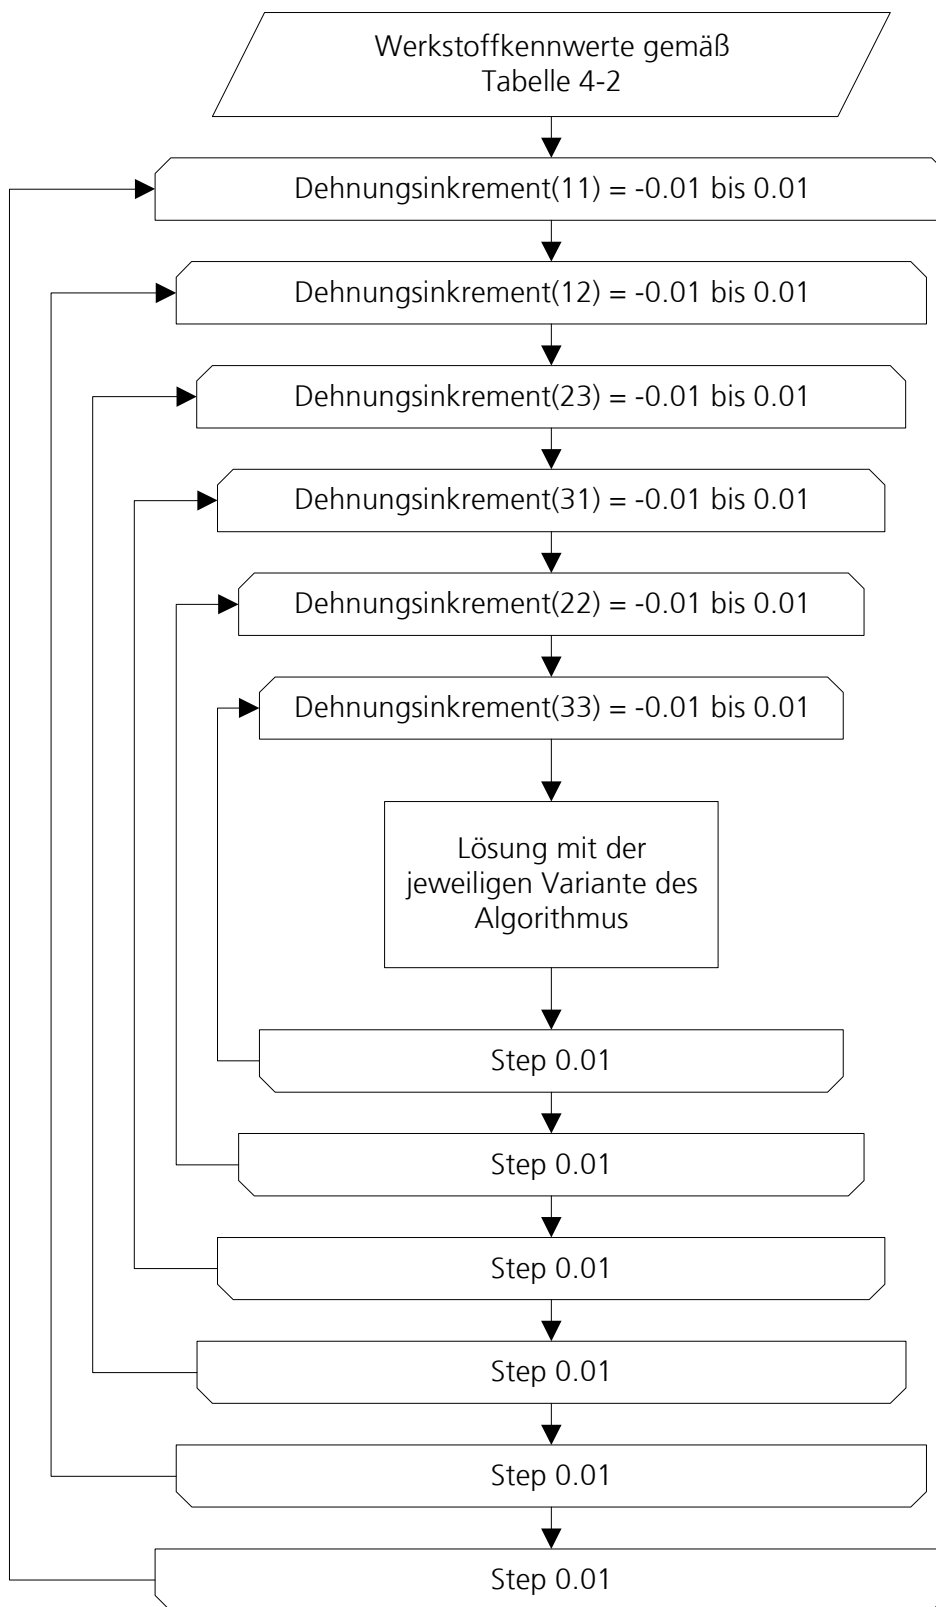 Werkstoffkennwerte gemäß
Tabelle 4-2
Dehnungsinkrement(11) = -0.01 bis 0.01
Dehnungsinkrement(12) = -0.01 bis 0.01
Dehnungsinkrement(23) = -0.01 bis 0.01
Dehnungsinkrement(31) = -0.01 bis 0.01
Dehnungsinkrement(22) = -0.01 bis 0.01
Dehnungsinkrement(33) = -0.01 bis 0.01
Lösung mit der
jeweiligen Variante des
Algorithmus
Step 0.01
Step 0.01
Step 0.01
Step 0.01
Step 0.01
Step 0.01